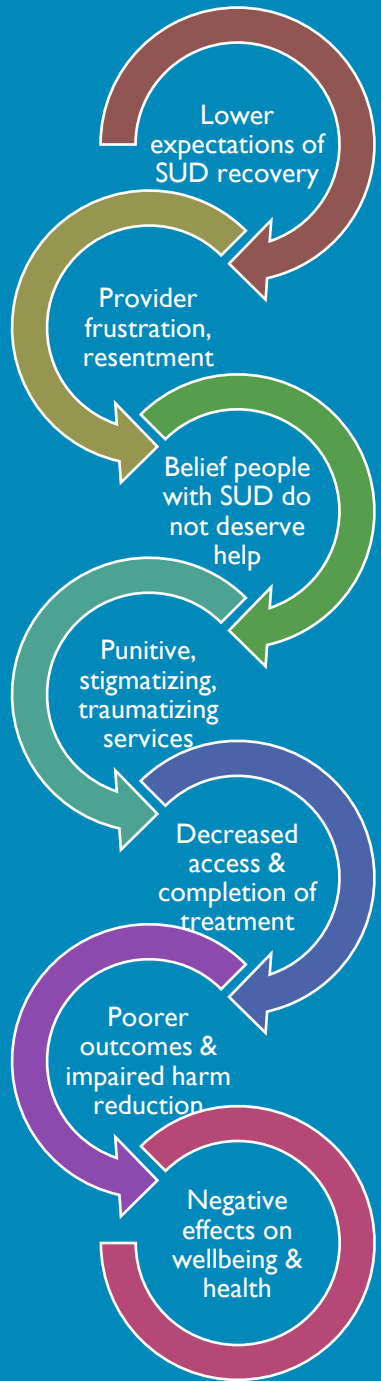 Lower
expectations of
SUD recovery
Provider
frustration,
resentment
Belief people
with SUD do
not deserve
help
Punitive,
stigmatizing,
traumatizing
services
Decreased
access &
completion of
treatment
Poorer
outcomes &
impaired harm
reduction
Negative
effects on
wellbeing &
health